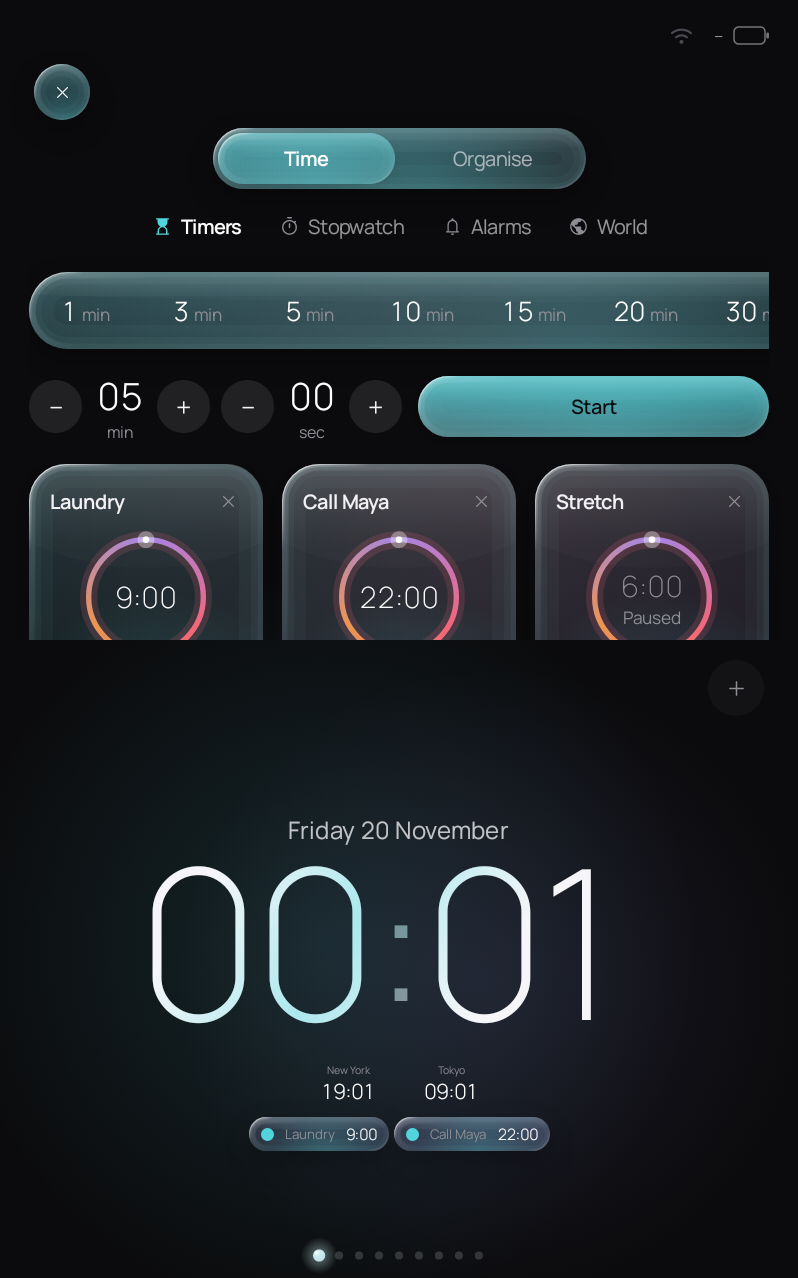 Time Organise
Timers Stopwatch Alarms World
1 min 3 min 5 min 10 min 15 min 20 min 30
05 min 00 sec Start
Laundry Call Maya Stretch
9:00 22:00 6:00
Paused
Friday 20 November
00:01
New York Tokyo
19:01 09:01
Laundry 9:00 Call Maya 22:00